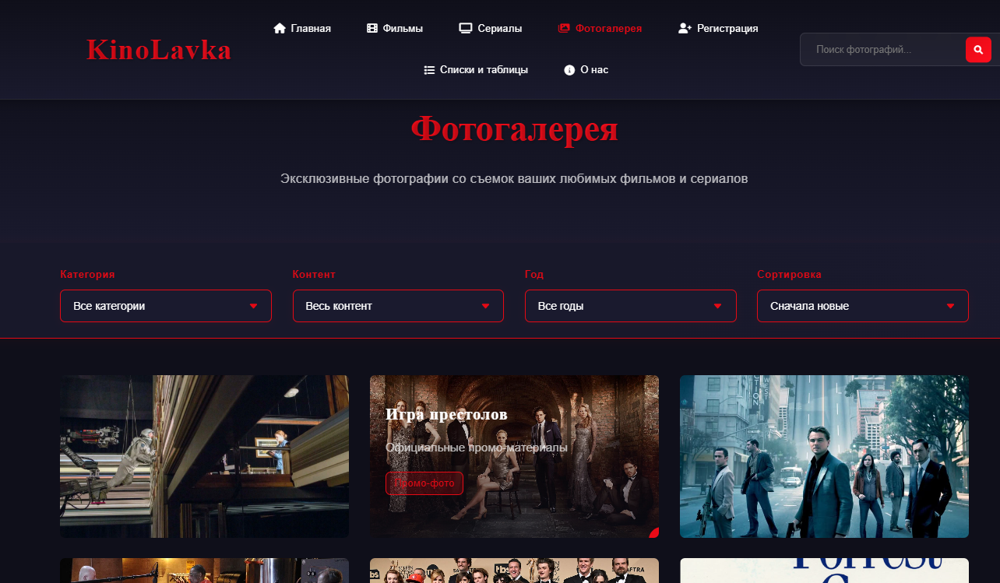 KinoLavka
Главная
Фильмы
Сериалы
Фотогалерея
Регистрация
Списки и таблицы
О нас
Поиск фотографий...
Фотогалерея
Эксклюзивные фотографии со съемок ваших любимых фильмов и сериалов
Категория
Контент
Год
Сортировка
Все категории
Весь контент
Все годы
Сначала новые
Игра престолов
Официальные промо-материалы
Промо-фото
tbs
tbs